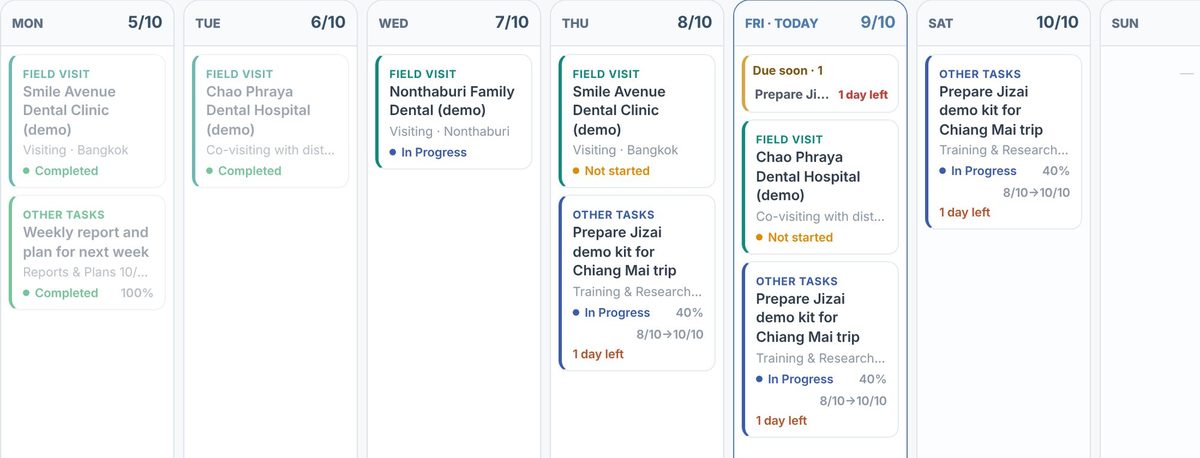 MON 5/10
FIELD VISIT
Smile Avenue
Dental Clinic
(demo)
Visiting · Bangkok
Completed
OTHER TASKS
Weekly report and
plan for next week
Reports & Plans 10/...
Completed 100%
TUE 6/10
FIELD VISIT
Chao Phraya
Dental Hospital
(demo)
Co-visiting with dist...
Completed
WED 7/10
FIELD VISIT
Nonthaburi Family
Dental (demo)
Visiting · Nonthaburi
In Progress
THU 8/10
FIELD VISIT
Smile Avenue
Dental Clinic
(demo)
Visiting · Bangkok
Not started
OTHER TASKS
Prepare Jizai
demo kit for
Chiang Mai trip
Training & Research...
In Progress 40%
8/10→10/10
1 day left
FRI · TODAY 9/10
Due soon · 1
Prepare Ji... 1 day left
FIELD VISIT
Chao Phraya
Dental Hospital
(demo)
Co-visiting with dist...
Not started
OTHER TASKS
Prepare Jizai
demo kit for
Chiang Mai trip
Training & Research...
In Progress 40%
8/10→10/10
1 day left
SAT 10/10
OTHER TASKS
Prepare Jizai
demo kit for
Chiang Mai trip
Training & Research...
In Progress 40%
8/10→10/10
1 day left
SUN
—